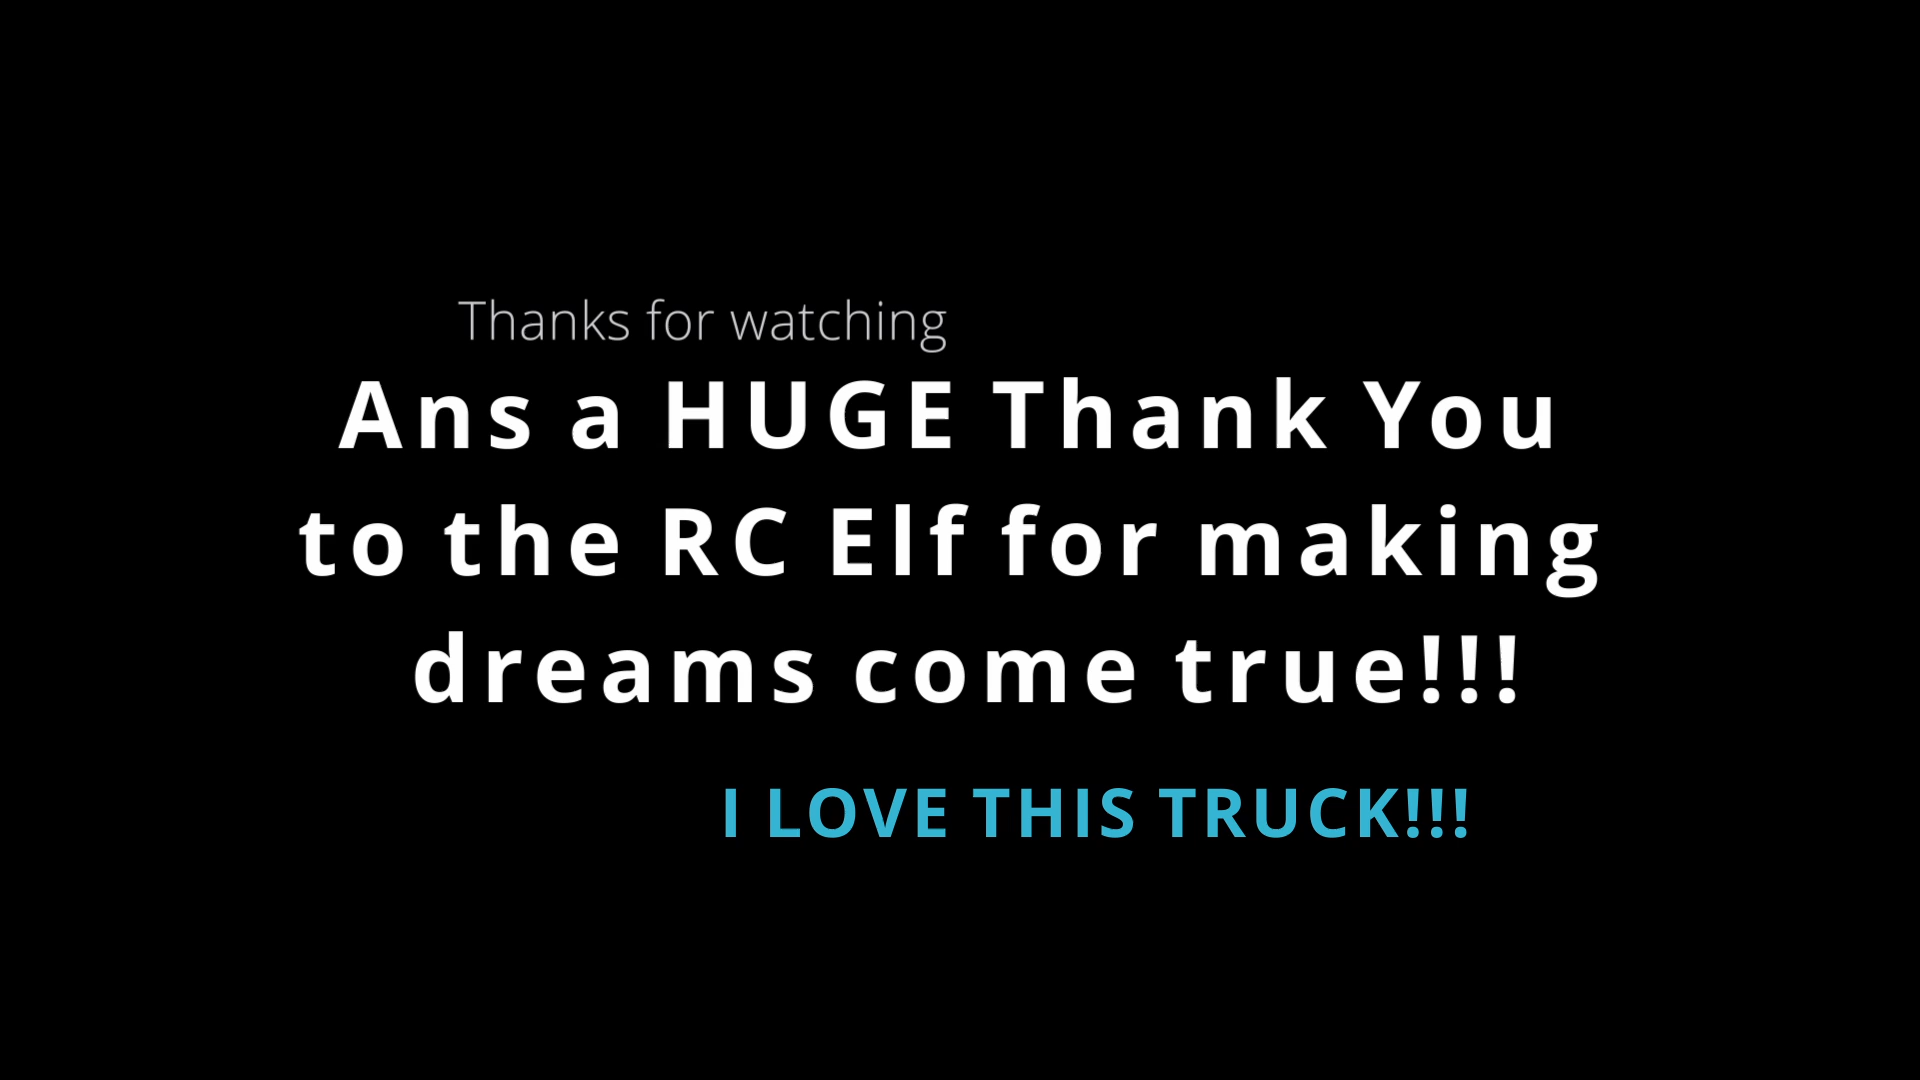 Thanks for watching
Ans a HUGE Thank You
to the RC Elf for making
dreams come true!!!
I LOVE THIS TRUCK!!!